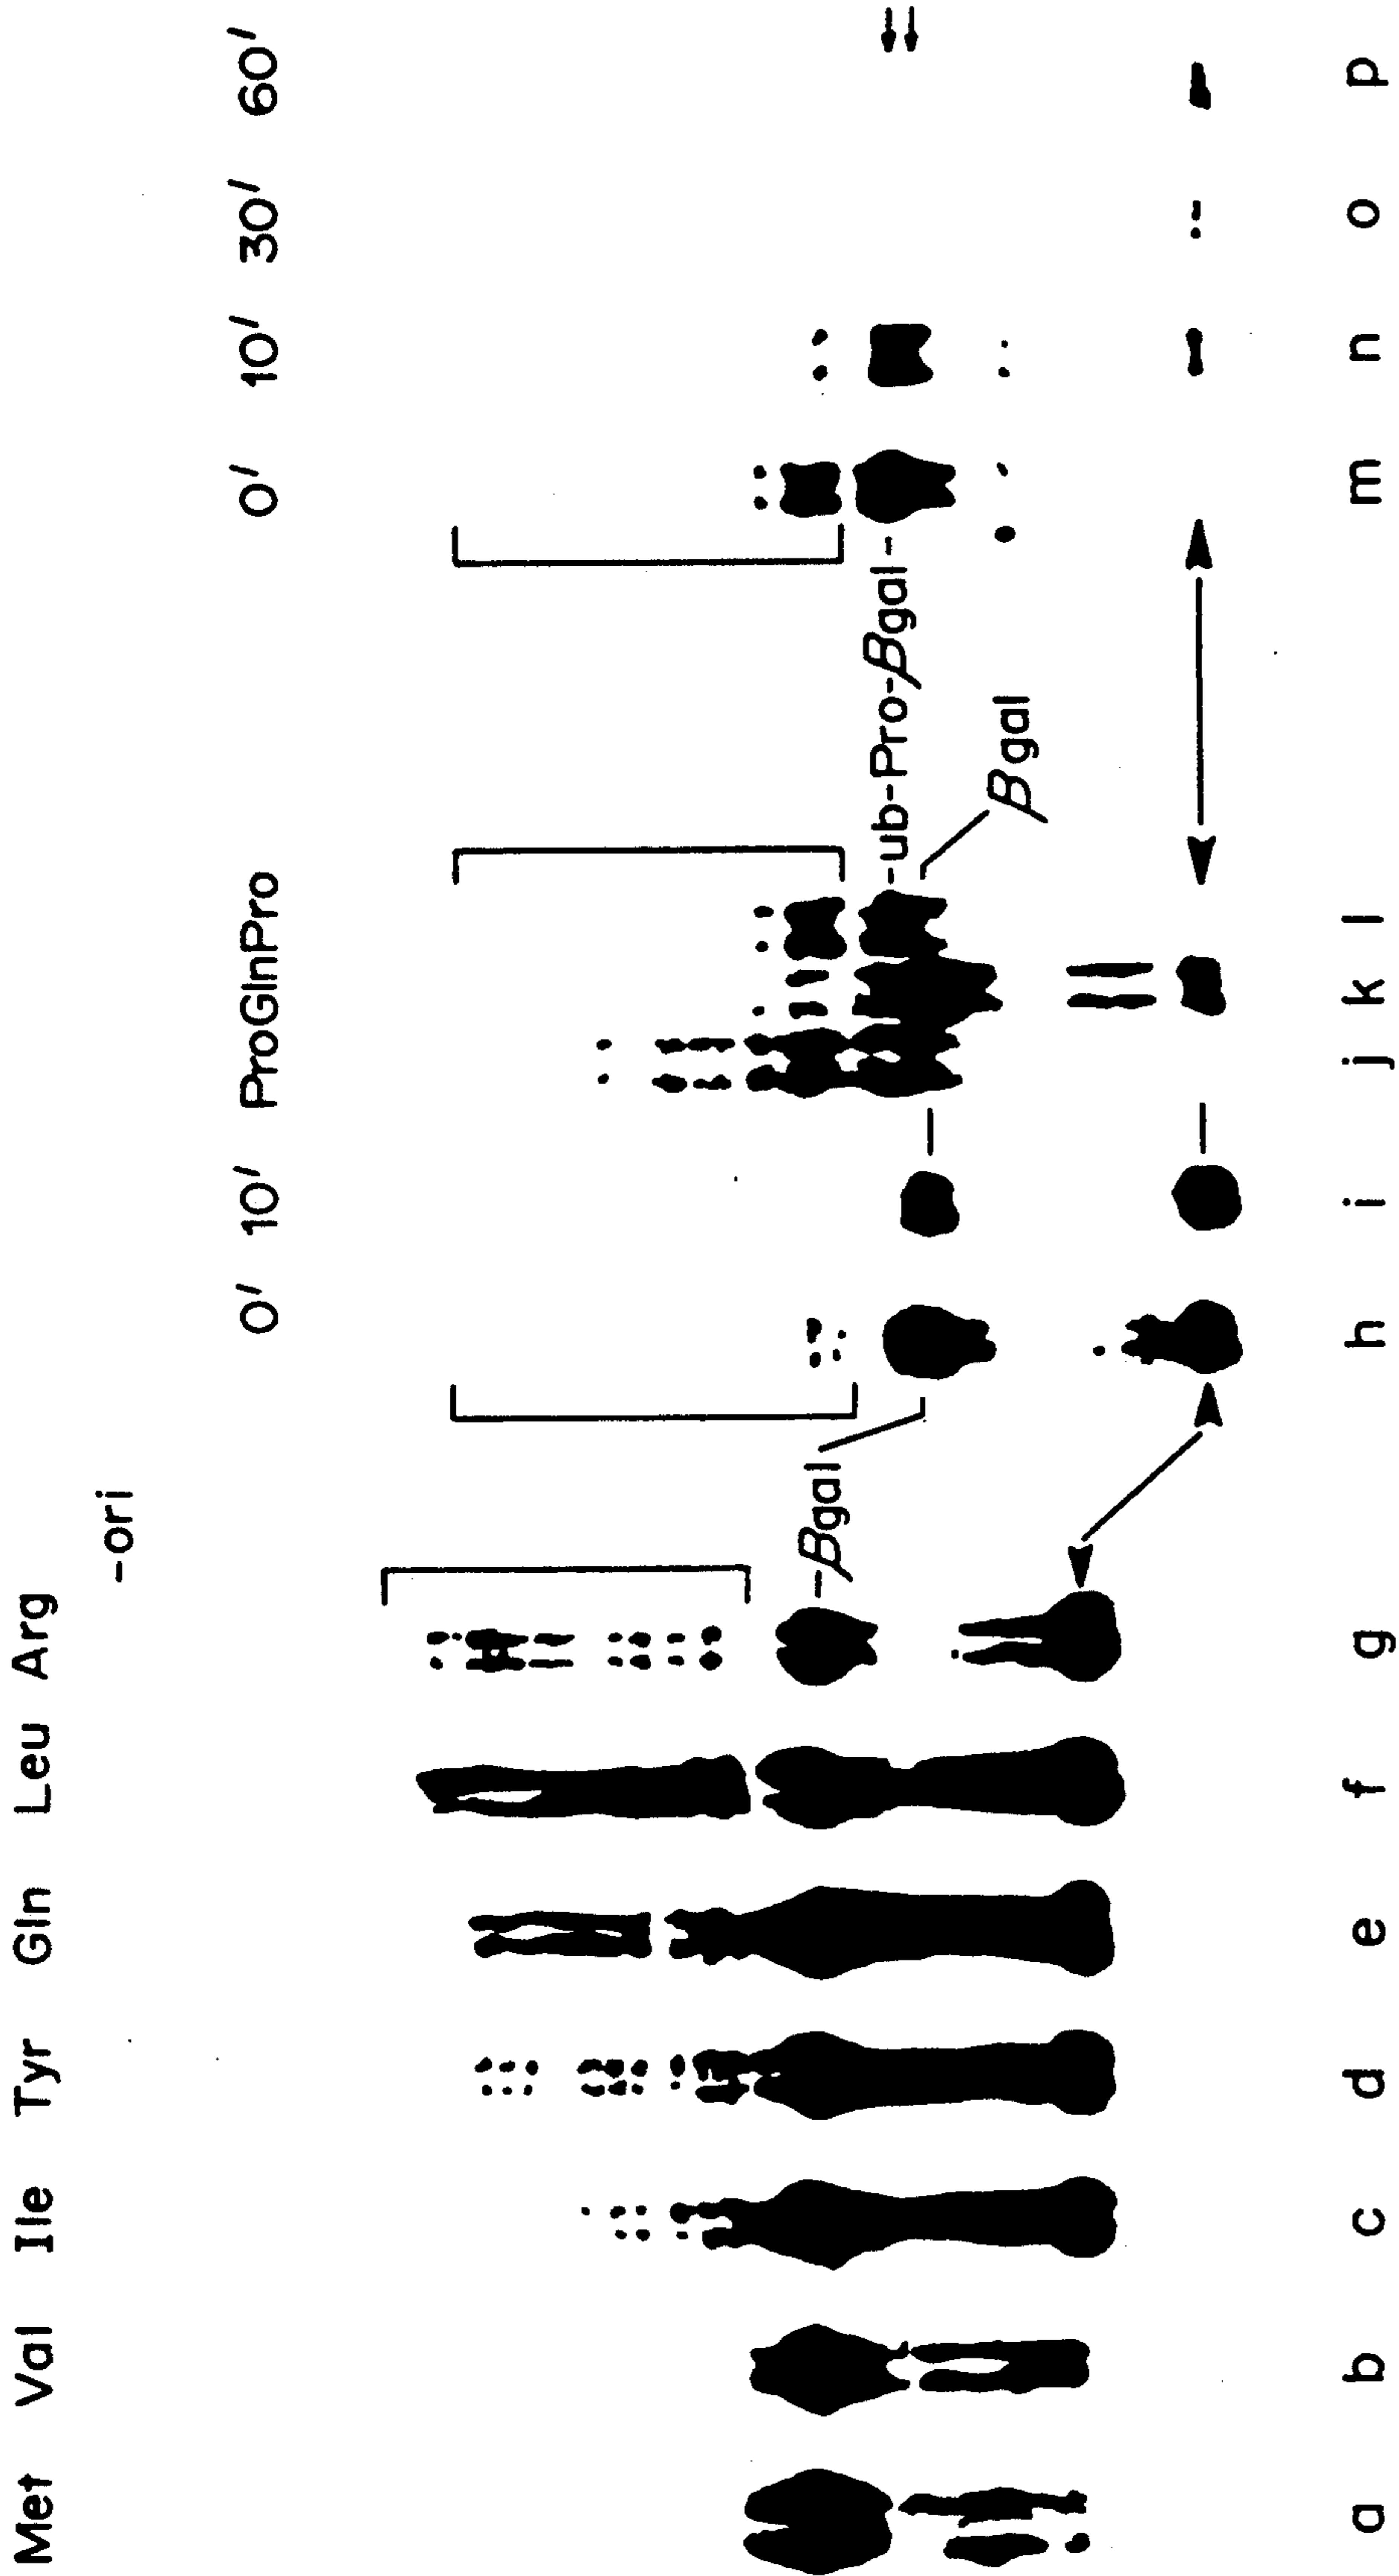 Met Val Ile Tyr Gln Leu Arg
-ori
0' 10' ProGlnPro 0' 10' 30' 60'
-βgal
-ub-Pro-βgal-
βgal
a b c d e f g h i j k l m n o p